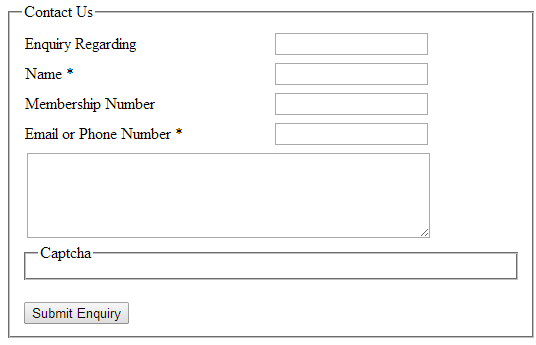 Contact Us
Enquiry Regarding
Name *
Membership Number
Email or Phone Number *
Captcha
Submit Enquiry